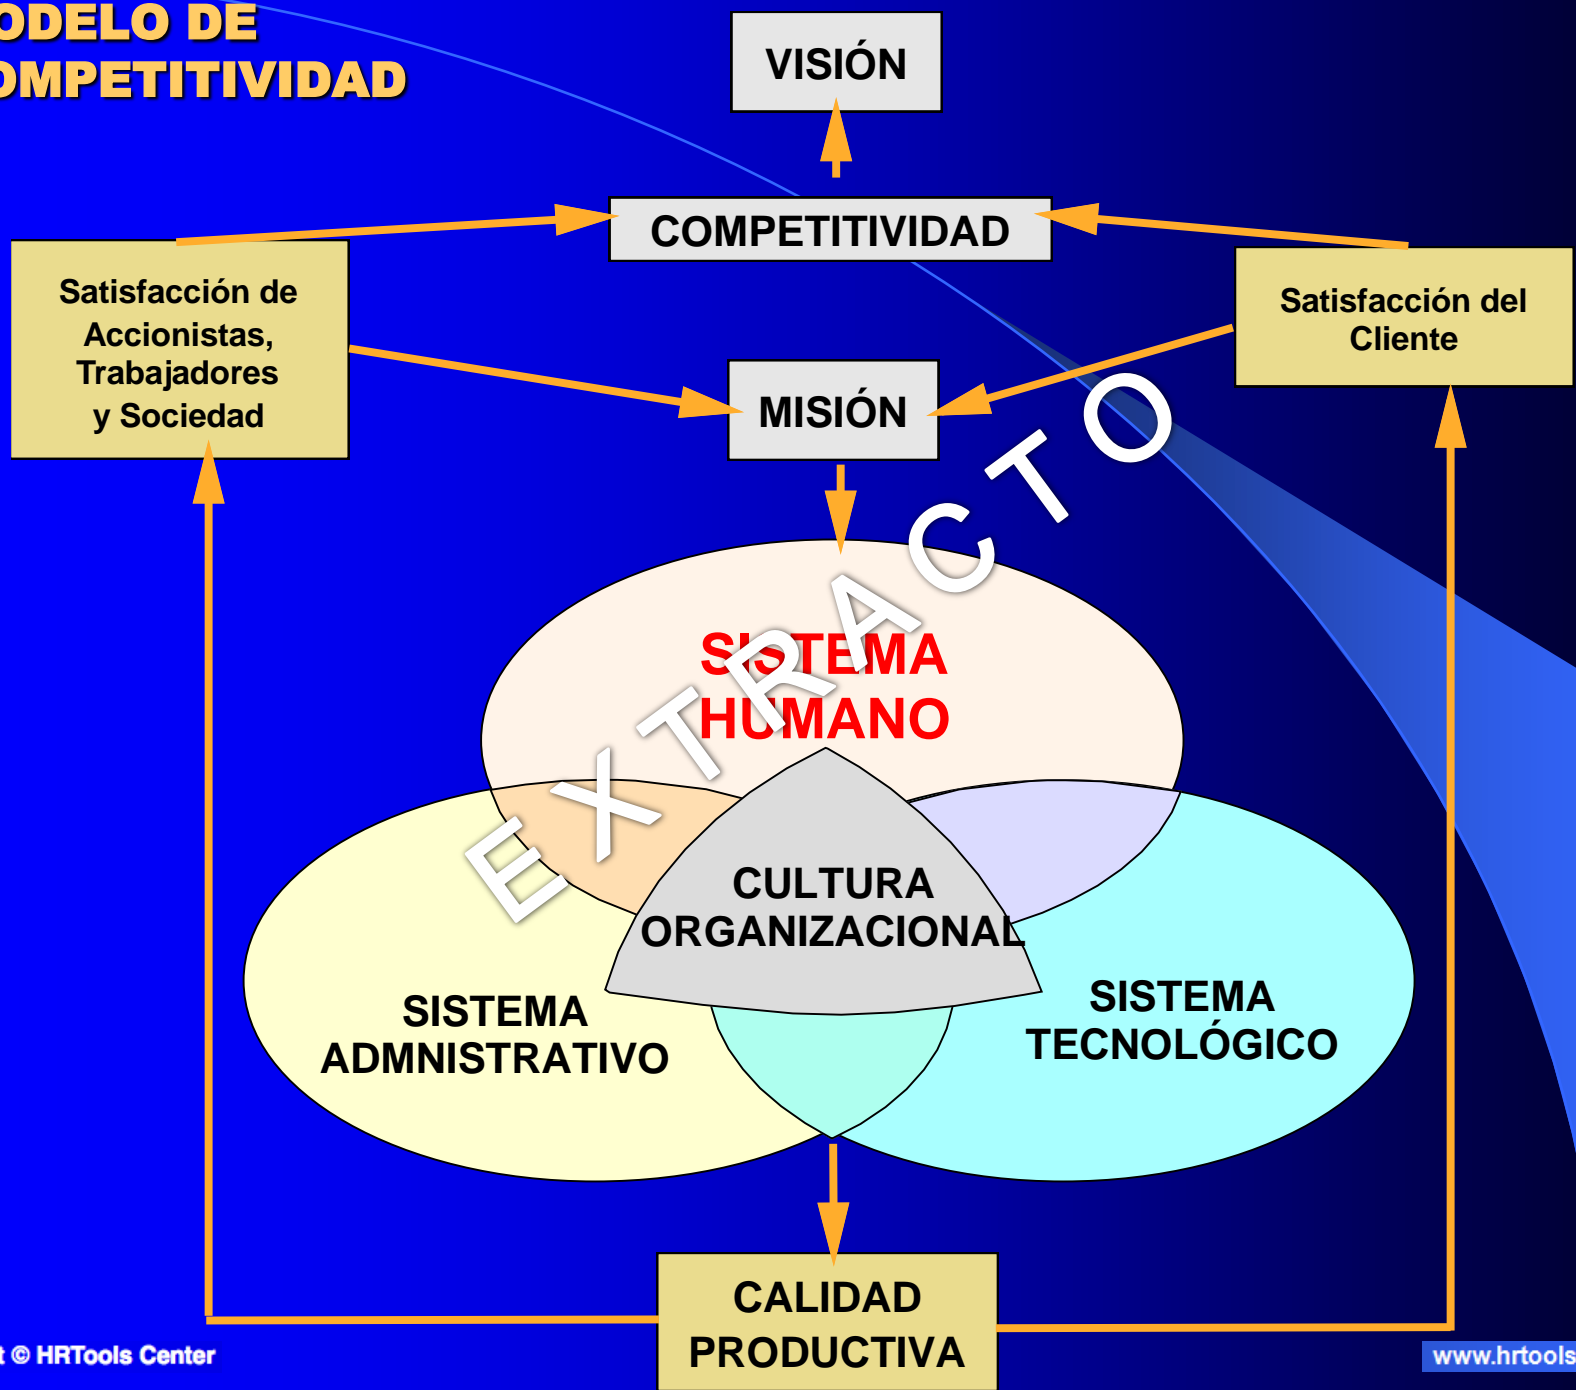 ODELO DE
OMPETITIVIDAD
VISIÓN
COMPETITIVIDAD
Satisfacción de
Accionistas,
Trabajadores
y Sociedad
Satisfacción del
Cliente
MISIÓN
EXTRACTO
SISTEMA
HUMANO
CULTURA
ORGANIZACIONAL
SISTEMA
ADMNISTRATIVO
SISTEMA
TECNOLÓGICO
CALIDAD
PRODUCTIVA
t © HRTools Center
www.hrtools